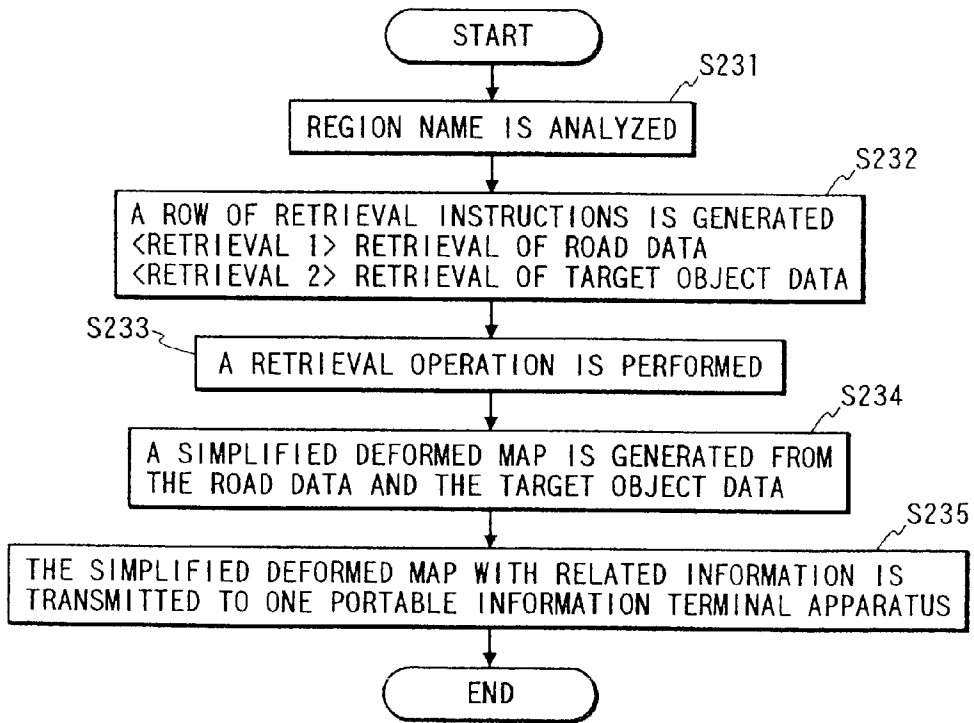 START
S231
REGION NAME IS ANALYZED
S232
A ROW OF RETRIEVAL INSTRUCTIONS IS GENERATED
<RETRIEVAL 1> RETRIEVAL OF ROAD DATA
<RETRIEVAL 2> RETRIEVAL OF TARGET OBJECT DATA
S233
A RETRIEVAL OPERATION IS PERFORMED
S234
A SIMPLIFIED DEFORMED MAP IS GENERATED FROM
THE ROAD DATA AND THE TARGET OBJECT DATA
S235
THE SIMPLIFIED DEFORMED MAP WITH RELATED INFORMATION IS
TRANSMITTED TO ONE PORTABLE INFORMATION TERMINAL APPARATUS
END